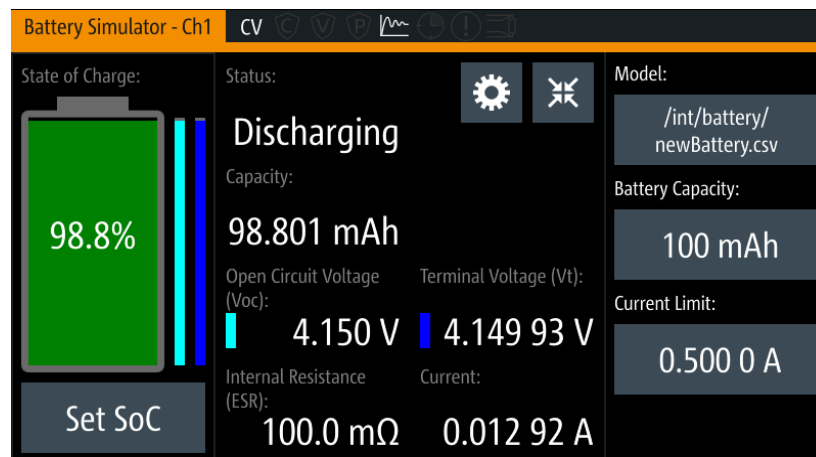 Battery Simulator - Ch1
CV
State of Charge:
98.8%
Set SoC
Status:
Discharging
Capacity:
98.801 mAh
Open Circuit Voltage
(Voc):
4.150 V
Terminal Voltage (Vt):
4.149 93 V
Internal Resistance
(ESR):
100.0 mΩ
Current:
0.012 92 A
Model:
/int/battery/
newBattery.csv
Battery Capacity:
100 mAh
Current Limit:
0.500 0 A